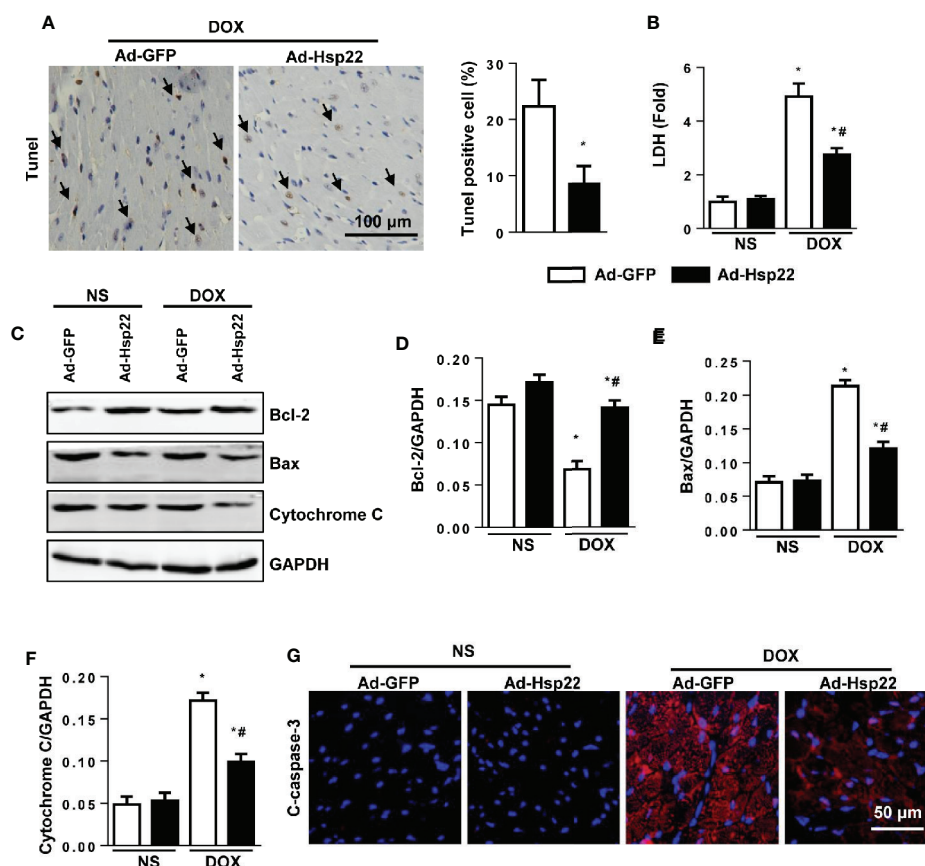 A
DOX
Ad-GFP
Ad-Hsp22
Tunel
100 µm
Tunel positive cell (%)
30
20
10
0
*
B
LDH (Fold)
6
4
2
0
*
*#
NS
DOX
Ad-GFP
Ad-Hsp22
C
NS
DOX
Ad-GFP
Ad-Hsp22
Ad-GFP
Ad-Hsp22
Bcl-2
Bax
Cytochrome C
GAPDH
D
Bcl-2/GAPDH
0.20
0.15
0.10
0.05
0.00
*
*#
NS
DOX
E
Bax/GAPDH
0.25
0.20
0.15
0.10
0.05
0.00
*
*#
NS
DOX
F
Cytochrome C/GAPDH
0.20
0.15
0.10
0.05
0.00
*
*#
NS
DOX
G
NS
DOX
Ad-GFP
Ad-Hsp22
Ad-GFP
Ad-Hsp22
C-caspase-3
50 µm